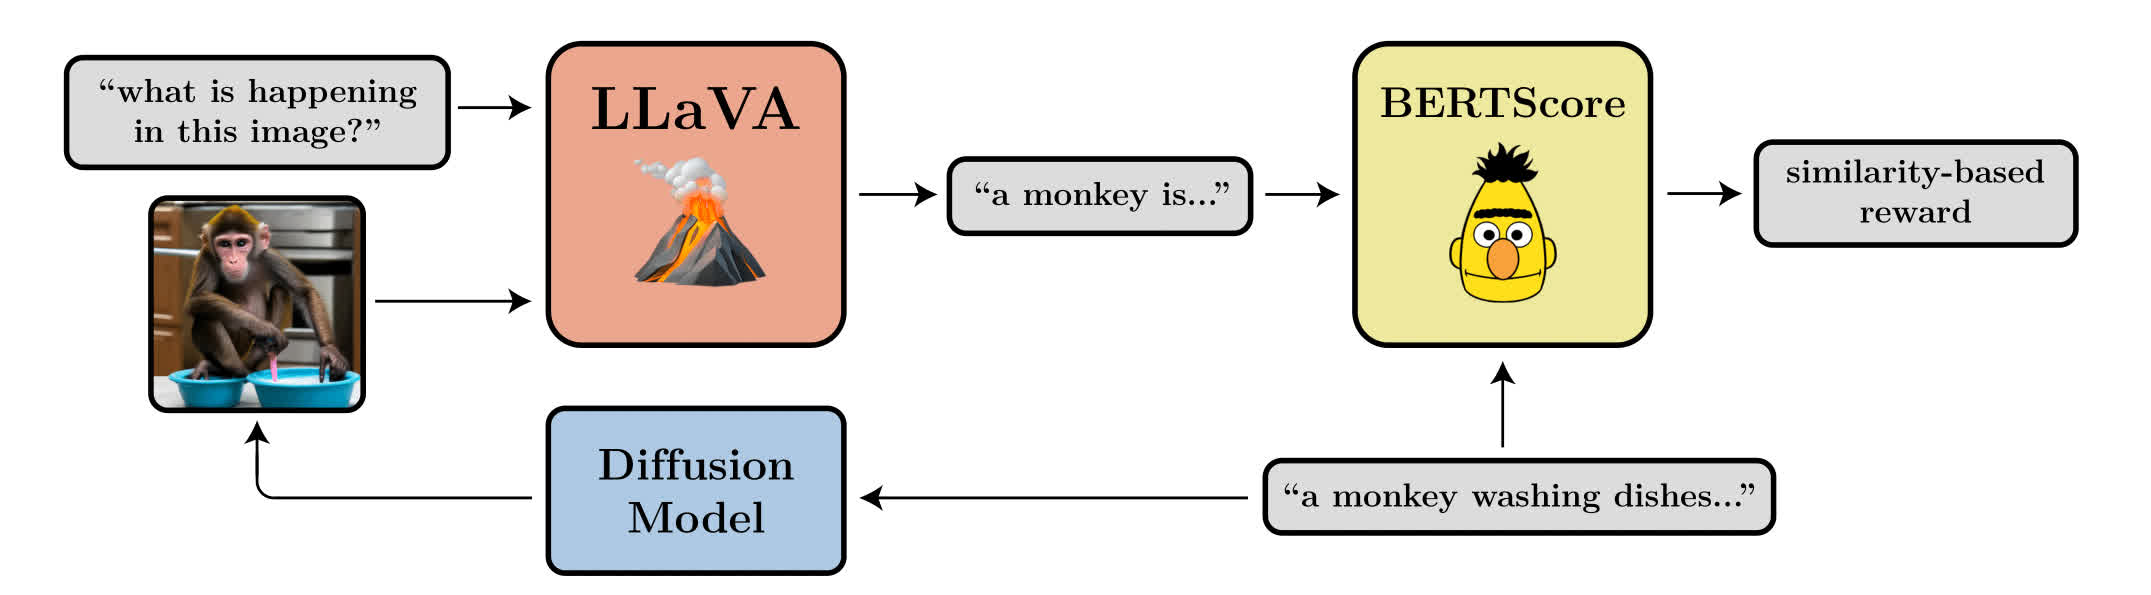 “what is happening
in this image?”
LLaVA
“a monkey is...”
BERTScore
similarity-based
reward
Diffusion
Model
“a monkey washing dishes...”